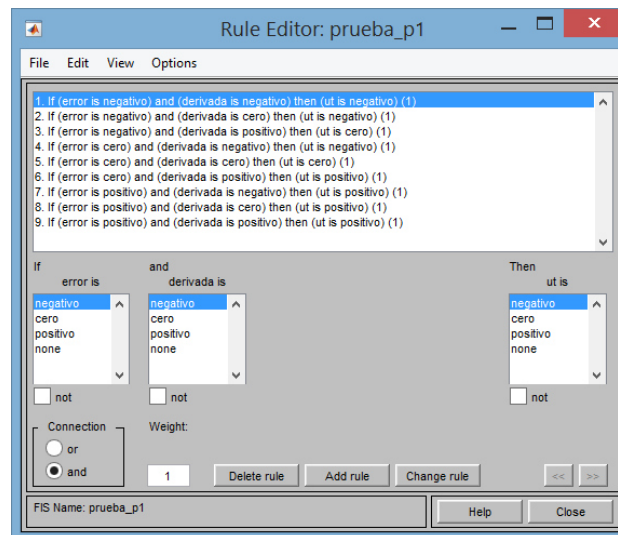 Rule Editor: prueba_p1
File Edit View Options
1. If (error is negativo) and (derivada is negativo) then (ut is negativo) (1)
2. If (error is negativo) and (derivada is cero) then (ut is negativo) (1)
3. If (error is negativo) and (derivada is positivo) then (ut is cero) (1)
4. If (error is cero) and (derivada is negativo) then (ut is negativo) (1)
5. If (error is cero) and (derivada is cero) then (ut is cero) (1)
6. If (error is cero) and (derivada is positivo) then (ut is positivo) (1)
7. If (error is positivo) and (derivada is negativo) then (ut is positivo) (1)
8. If (error is positivo) and (derivada is cero) then (ut is positivo) (1)
9. If (error is positivo) and (derivada is positivo) then (ut is positivo) (1)
If and Then
error is derivada is ut is
negativo negativo negativo
cero cero cero
positivo positivo positivo
none none none
not not not
Connection Weight:
or
and 1 Delete rule Add rule Change rule << >>
FIS Name: prueba_p1 Help Close